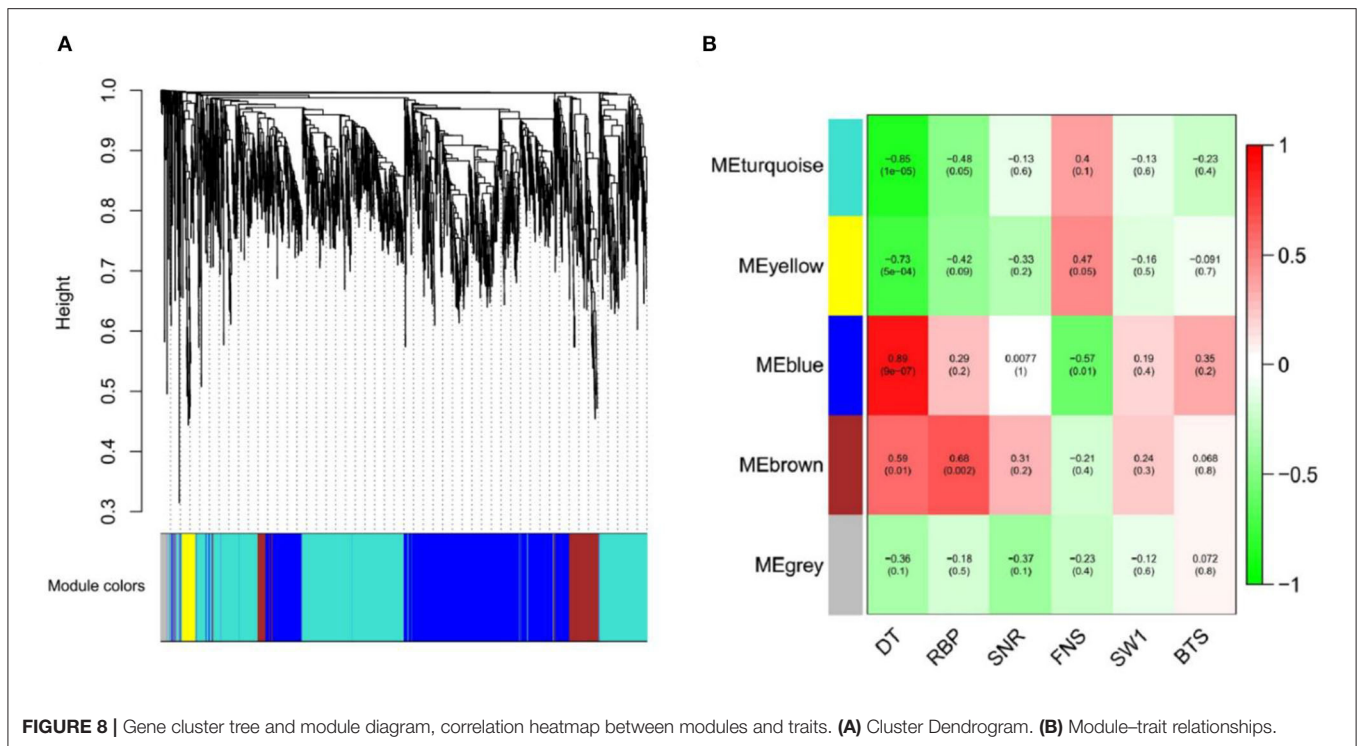 A
B
1.0
0.9
0.8
0.7
0.6
0.5
0.4
0.3
Height
Module colors
MEturquoise
−0.85 −0.48 −0.13 0.4 −0.13 −0.23
(1e−05) (0.05) (0.6) (0.1) (0.6) (0.4)
MEyellow
−0.73 −0.42 −0.33 0.47 −0.16 −0.091
(5e−04) (0.09) (0.2) (0.05) (0.5) (0.7)
MEblue
0.89 0.29 0.0077 −0.57 0.19 0.35
(9e−07) (0.2) (1) (0.01) (0.4) (0.2)
MEbrown
0.59 0.68 0.31 −0.21 0.24 0.068
(0.01) (0.002) (0.2) (0.4) (0.3) (0.8)
MEgrey
−0.36 −0.18 −0.37 −0.23 −0.12 0.072
(0.1) (0.5) (0.1) (0.4) (0.6) (0.8)
DT RBP SNR FNS SW1 BTS
1
0.5
0
−0.5
−1
FIGURE 8 | Gene cluster tree and module diagram, correlation heatmap between modules and traits. (A) Cluster Dendrogram. (B) Module–trait relationships.